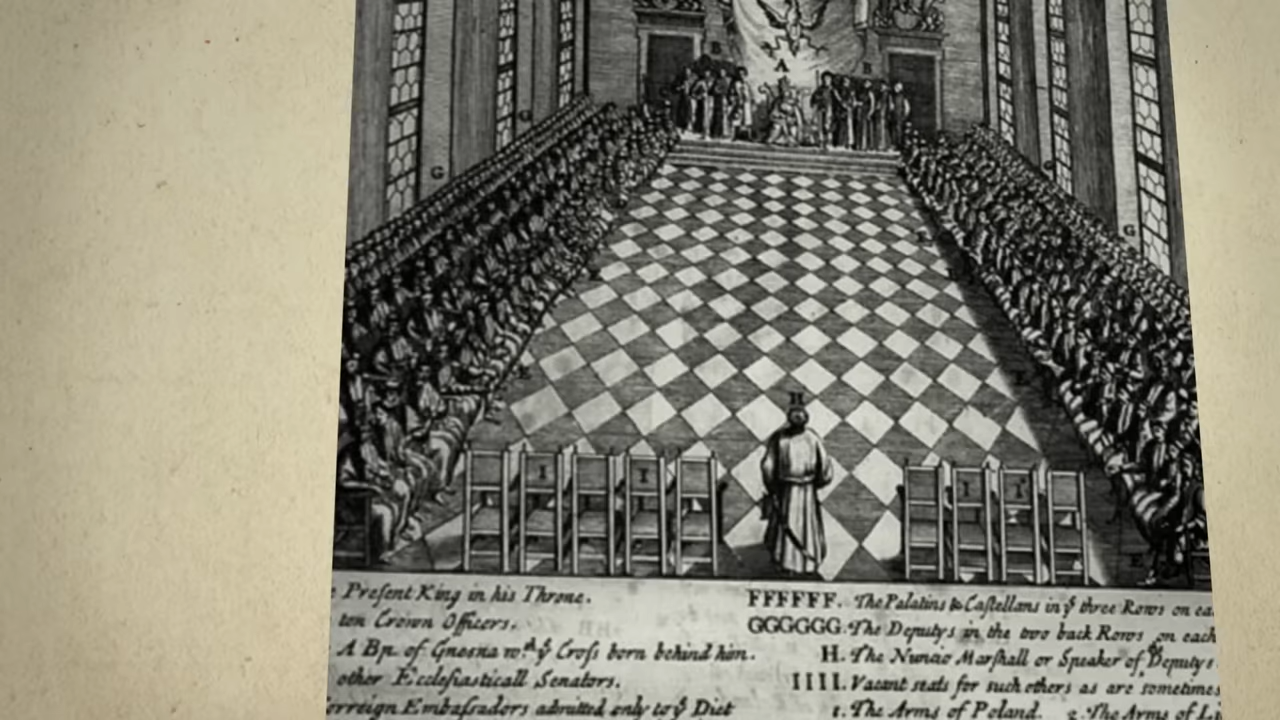 B
A
B
G
G
G
H
I
I
I
I
E
Preſent King in his Throne.
ten Crown Officers.
A Bp. of Gneſna wth. yͤ Croſs born behind him.
other Eccleſiasticall Senators.
orreign Embaſsadors admitted only to yͤ Diet
FFFFFF. The Palatins & Caſtellans in yͤ three Rows on ea
GGGGGG. The Deputys in the two back Rows on each
H. The Nuncio Marſhall or Speaker of Deputys
IIII. Vacant seats for such others as are sometimes
1. The Arms of Poland. 2. The Arms of Li